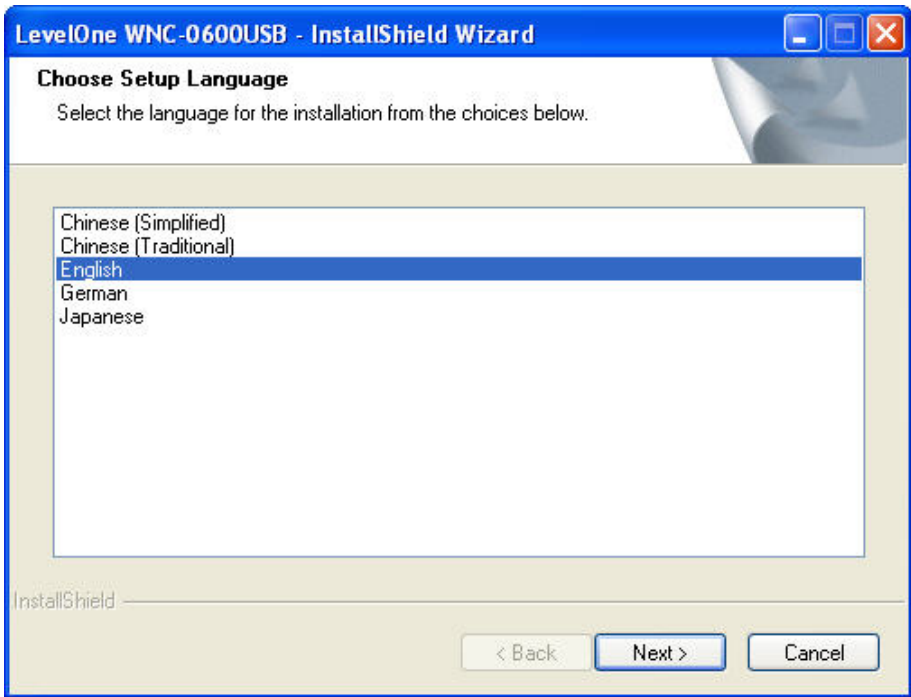 LevelOne WNC-0600USB - InstallShield Wizard
Choose Setup Language
Select the language for the installation from the choices below.
Chinese (Simplified)
Chinese (Traditional)
English
German
Japanese
InstallShield
< Back Next > Cancel